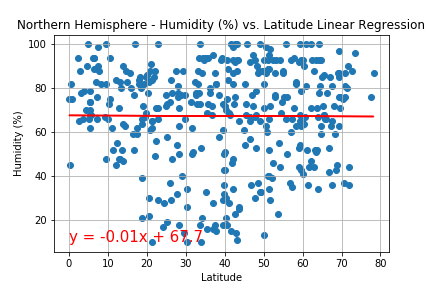 Northern Hemisphere - Humidity (%) vs. Latitude Linear Regression
100
80
60
40
20
Humidity (%)
y = -0.01x + 67.7
0 10 20 30 40 50 60 70 80
Latitude